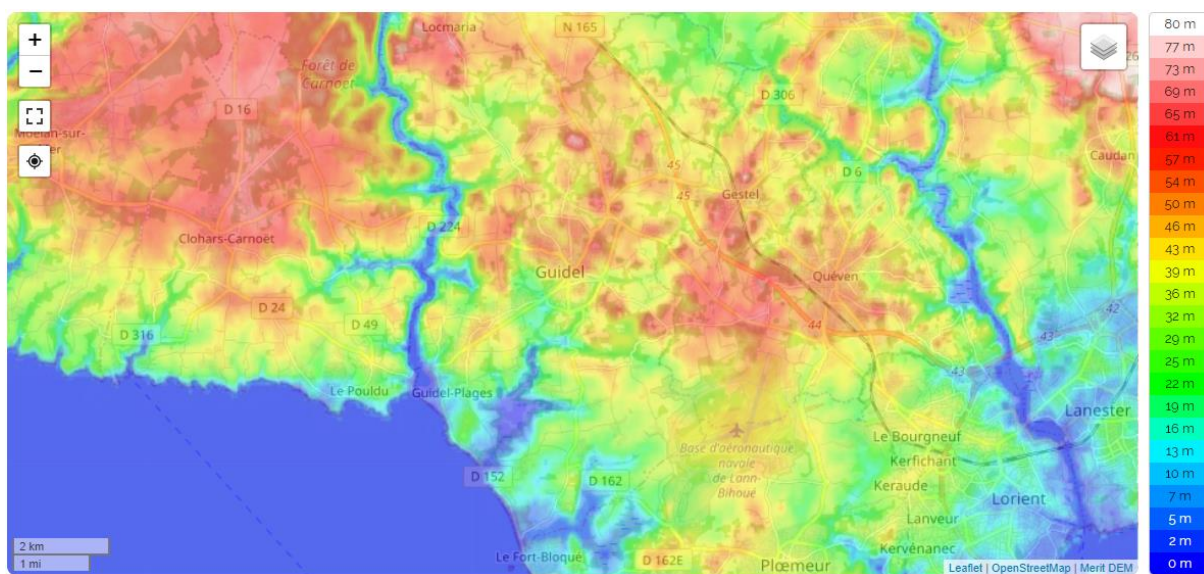 +
−
Locmaria
N 165
Forêt de
Carnoët
D 16
D 306
26
Moëlan-sur-
Mer
Caudan
45
D 6
45
Gestel
Clohars-Carnoët
D 224
Guidel
Quéven
D 24
D 49
D 316
44
43
43
42
Le Pouldu
Guidel-Plages
Lanester
Le Bourgneuf
Base d'aéronautique
navale
de Lann-
Bihoué
Kerfichant
D 152
D 162
Keraude
Lorient
Lanveur
Le Fort-Bloqué
D 162E
Plœmeur
Kervénanec
2 km
1 mi
Leaflet | OpenStreetMap | Merit DEM
80 m
77 m
73 m
69 m
65 m
61 m
57 m
54 m
50 m
46 m
43 m
39 m
36 m
32 m
29 m
25 m
22 m
19 m
16 m
13 m
10 m
7 m
5 m
2 m
0 m